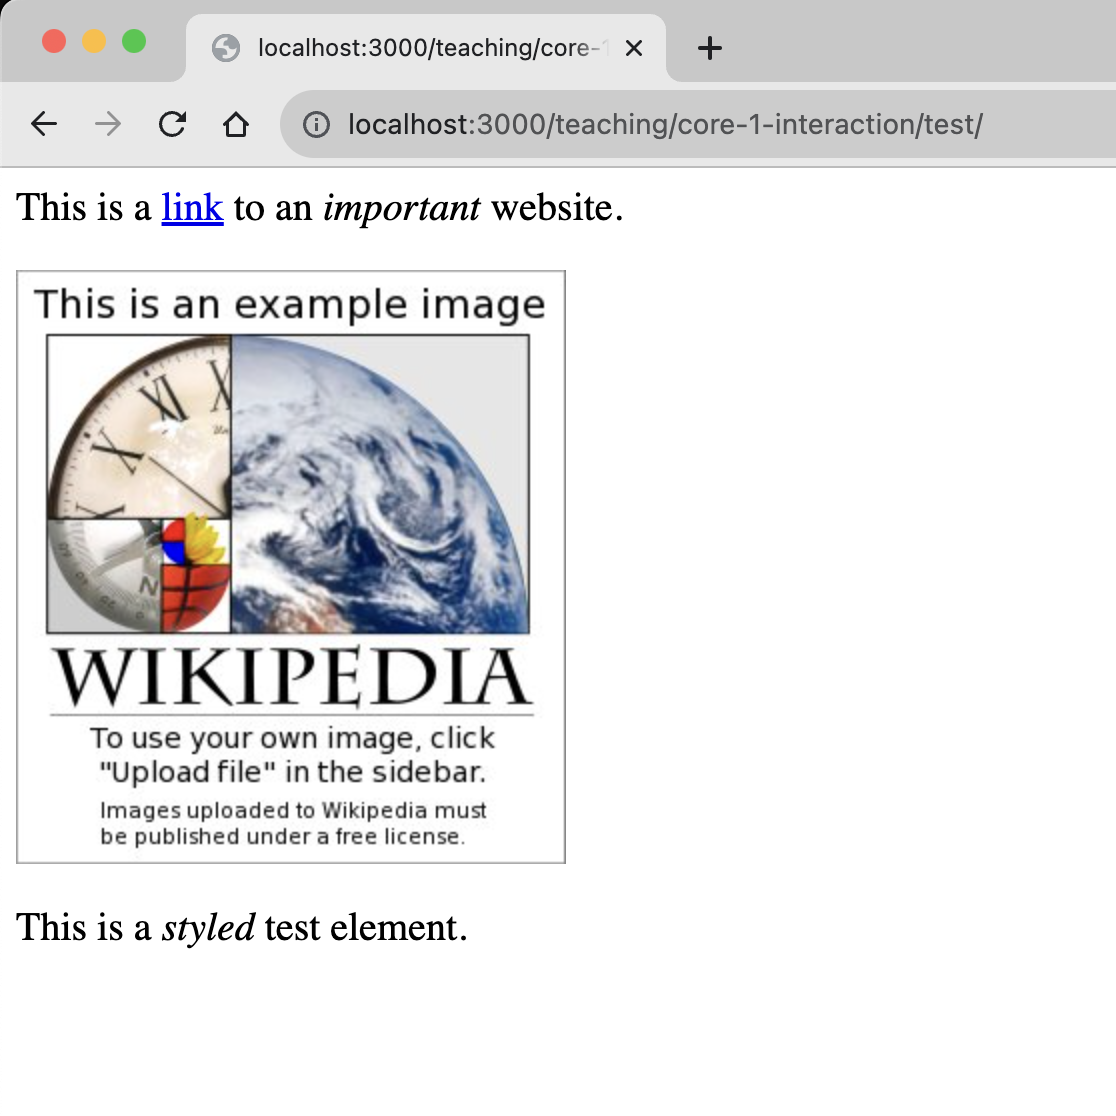 localhost:3000/teaching/core-1
localhost:3000/teaching/core-1-interaction/test/
This is a link to an important website.
This is an example image
XI
X
N
WIKIPEDIA
To use your own image, click
"Upload file" in the sidebar.
Images uploaded to Wikipedia must
be published under a free license.
This is a styled test element.